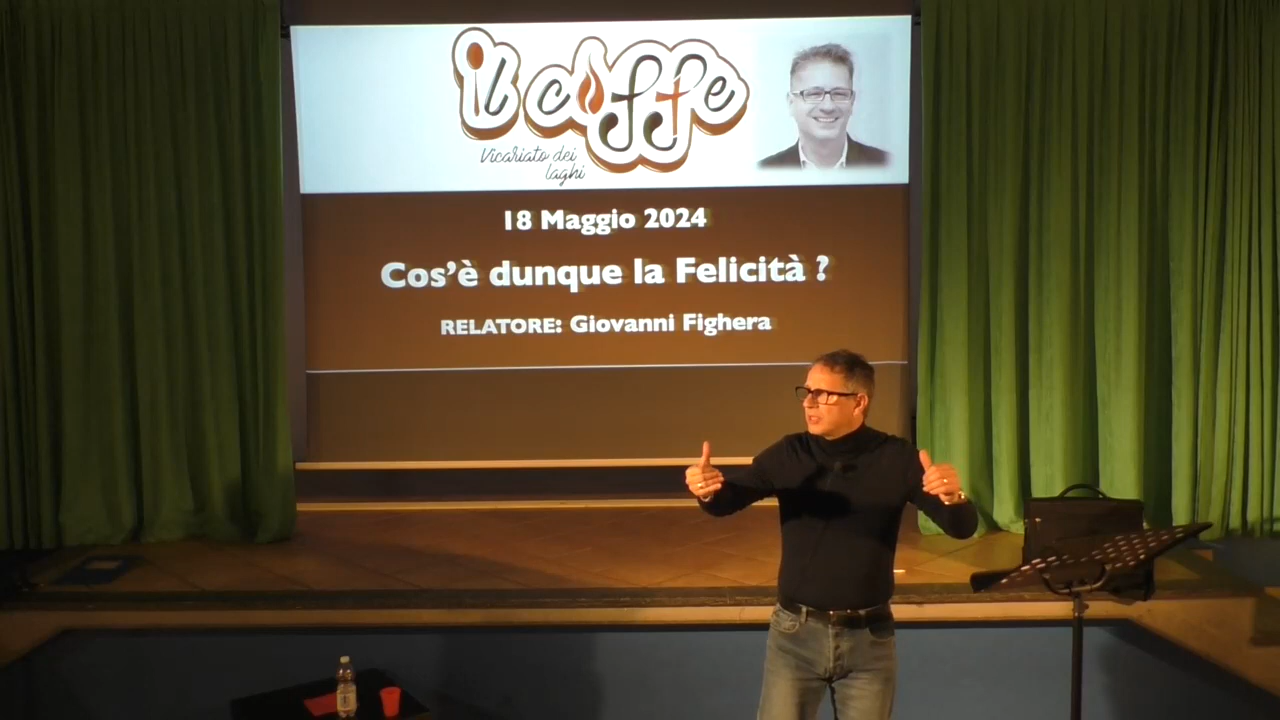 il caffe
Vicariato dei
laghi
18 Maggio 2024
Cos'è dunque la Felicità ?
RELATORE: Giovanni Fighera